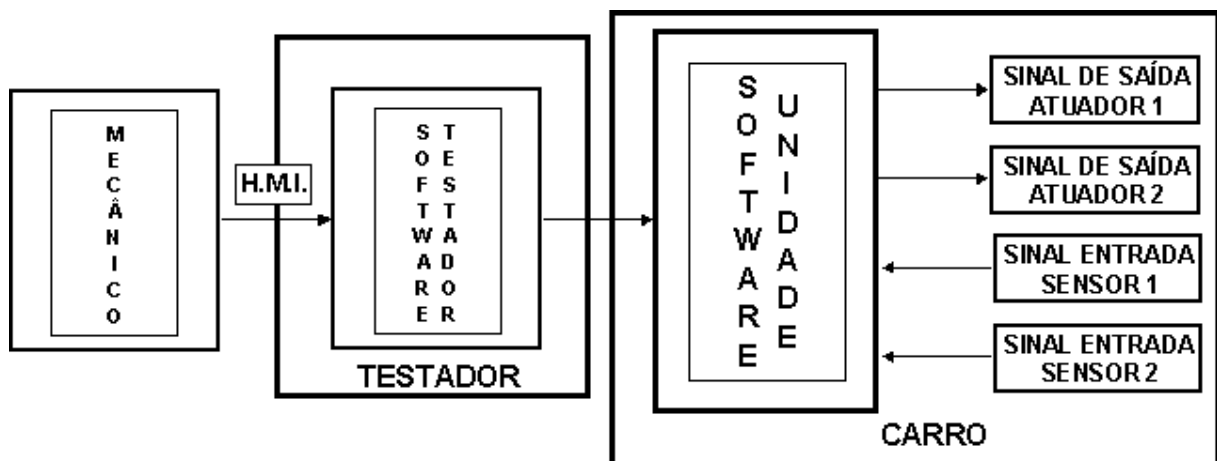 MECÂNICO
H.M.I.
SOFTWARE
TESTADOR
TESTADOR
SOFTWARE
UNIDADE
SINAL DE SAÍDA
ATUADOR 1
SINAL DE SAÍDA
ATUADOR 2
SINAL ENTRADA
SENSOR 1
SINAL ENTRADA
SENSOR 2
CARRO